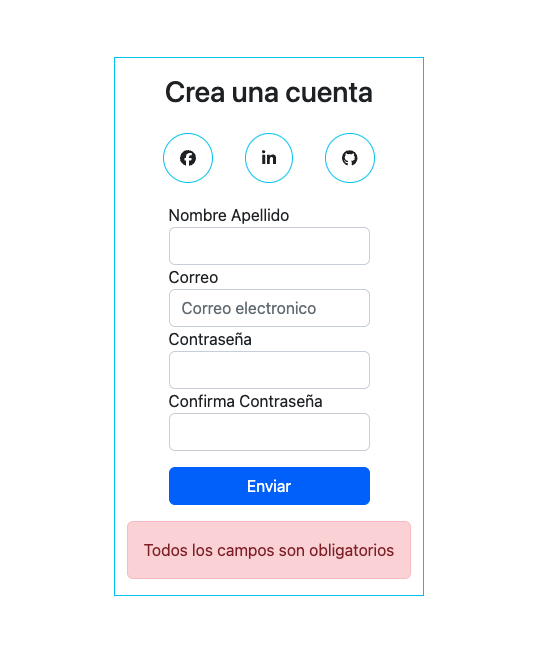 Crea una cuenta
in
Nombre Apellido
Correo
Correo electronico
Contraseña
Confirma Contraseña
Enviar
Todos los campos son obligatorios